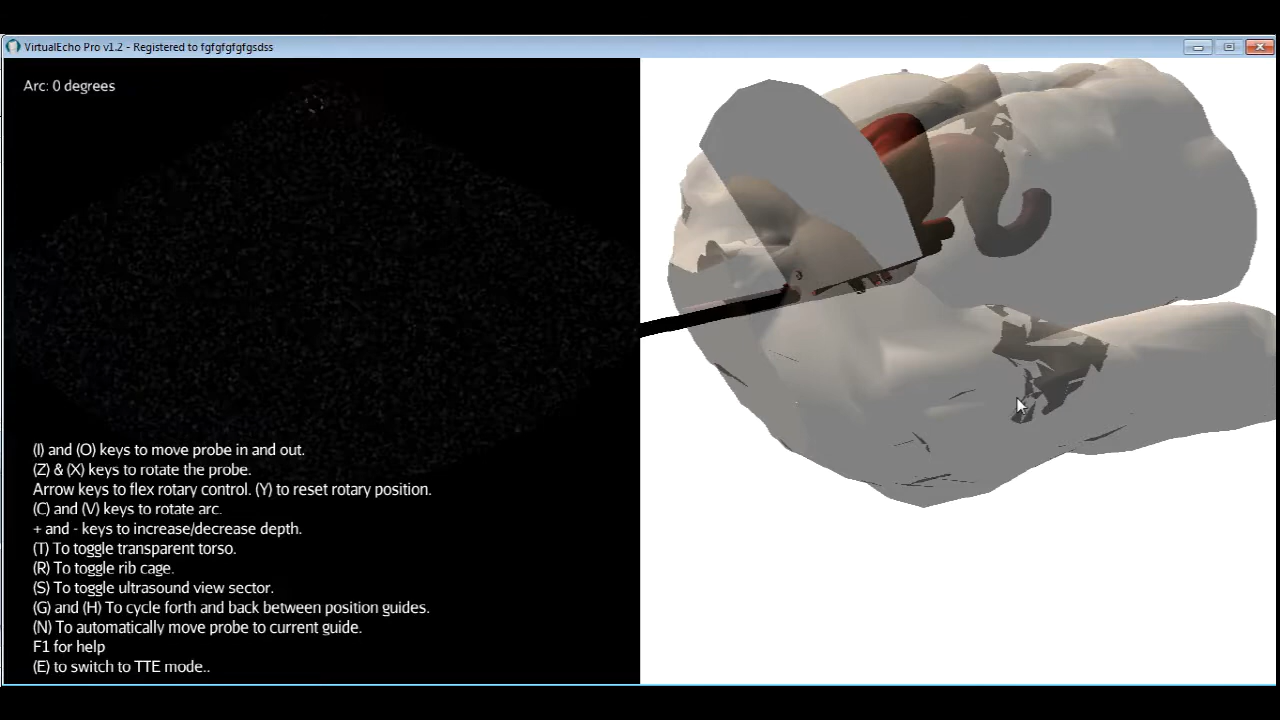 VirtualEcho Pro v1.2 - Registered to fgfgfgfgfgsdss
Arc: 0 degrees
(I) and (O) keys to move probe in and out.
(Z) & (X) keys to rotate the probe.
Arrow keys to flex rotary control. (Y) to reset rotary position.
(C) and (V) keys to rotate arc.
+ and - keys to increase/decrease depth.
(T) To toggle transparent torso.
(R) To toggle rib cage.
(S) To toggle ultrasound view sector.
(G) and (H) To cycle forth and back between position guides.
(N) To automatically move probe to current guide.
F1 for help
(E) to switch to TTE mode..